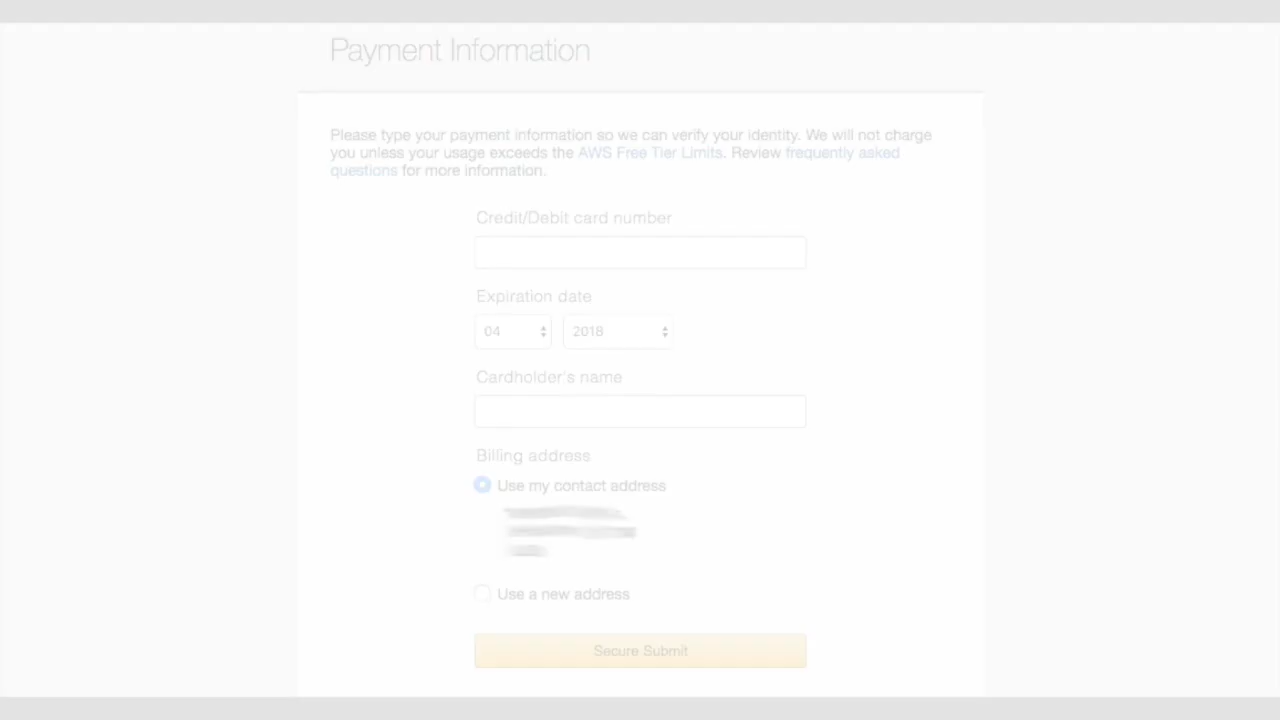 Payment Information
Please type your payment information so we can verify your identity. We will not charge
you unless your usage exceeds the AWS Free Tier Limits. Review frequently asked
questions for more information.
Credit/Debit card number
Expiration date
04 2018
Cardholder's name
Billing address
Use my contact address
Use a new address
Secure Submit